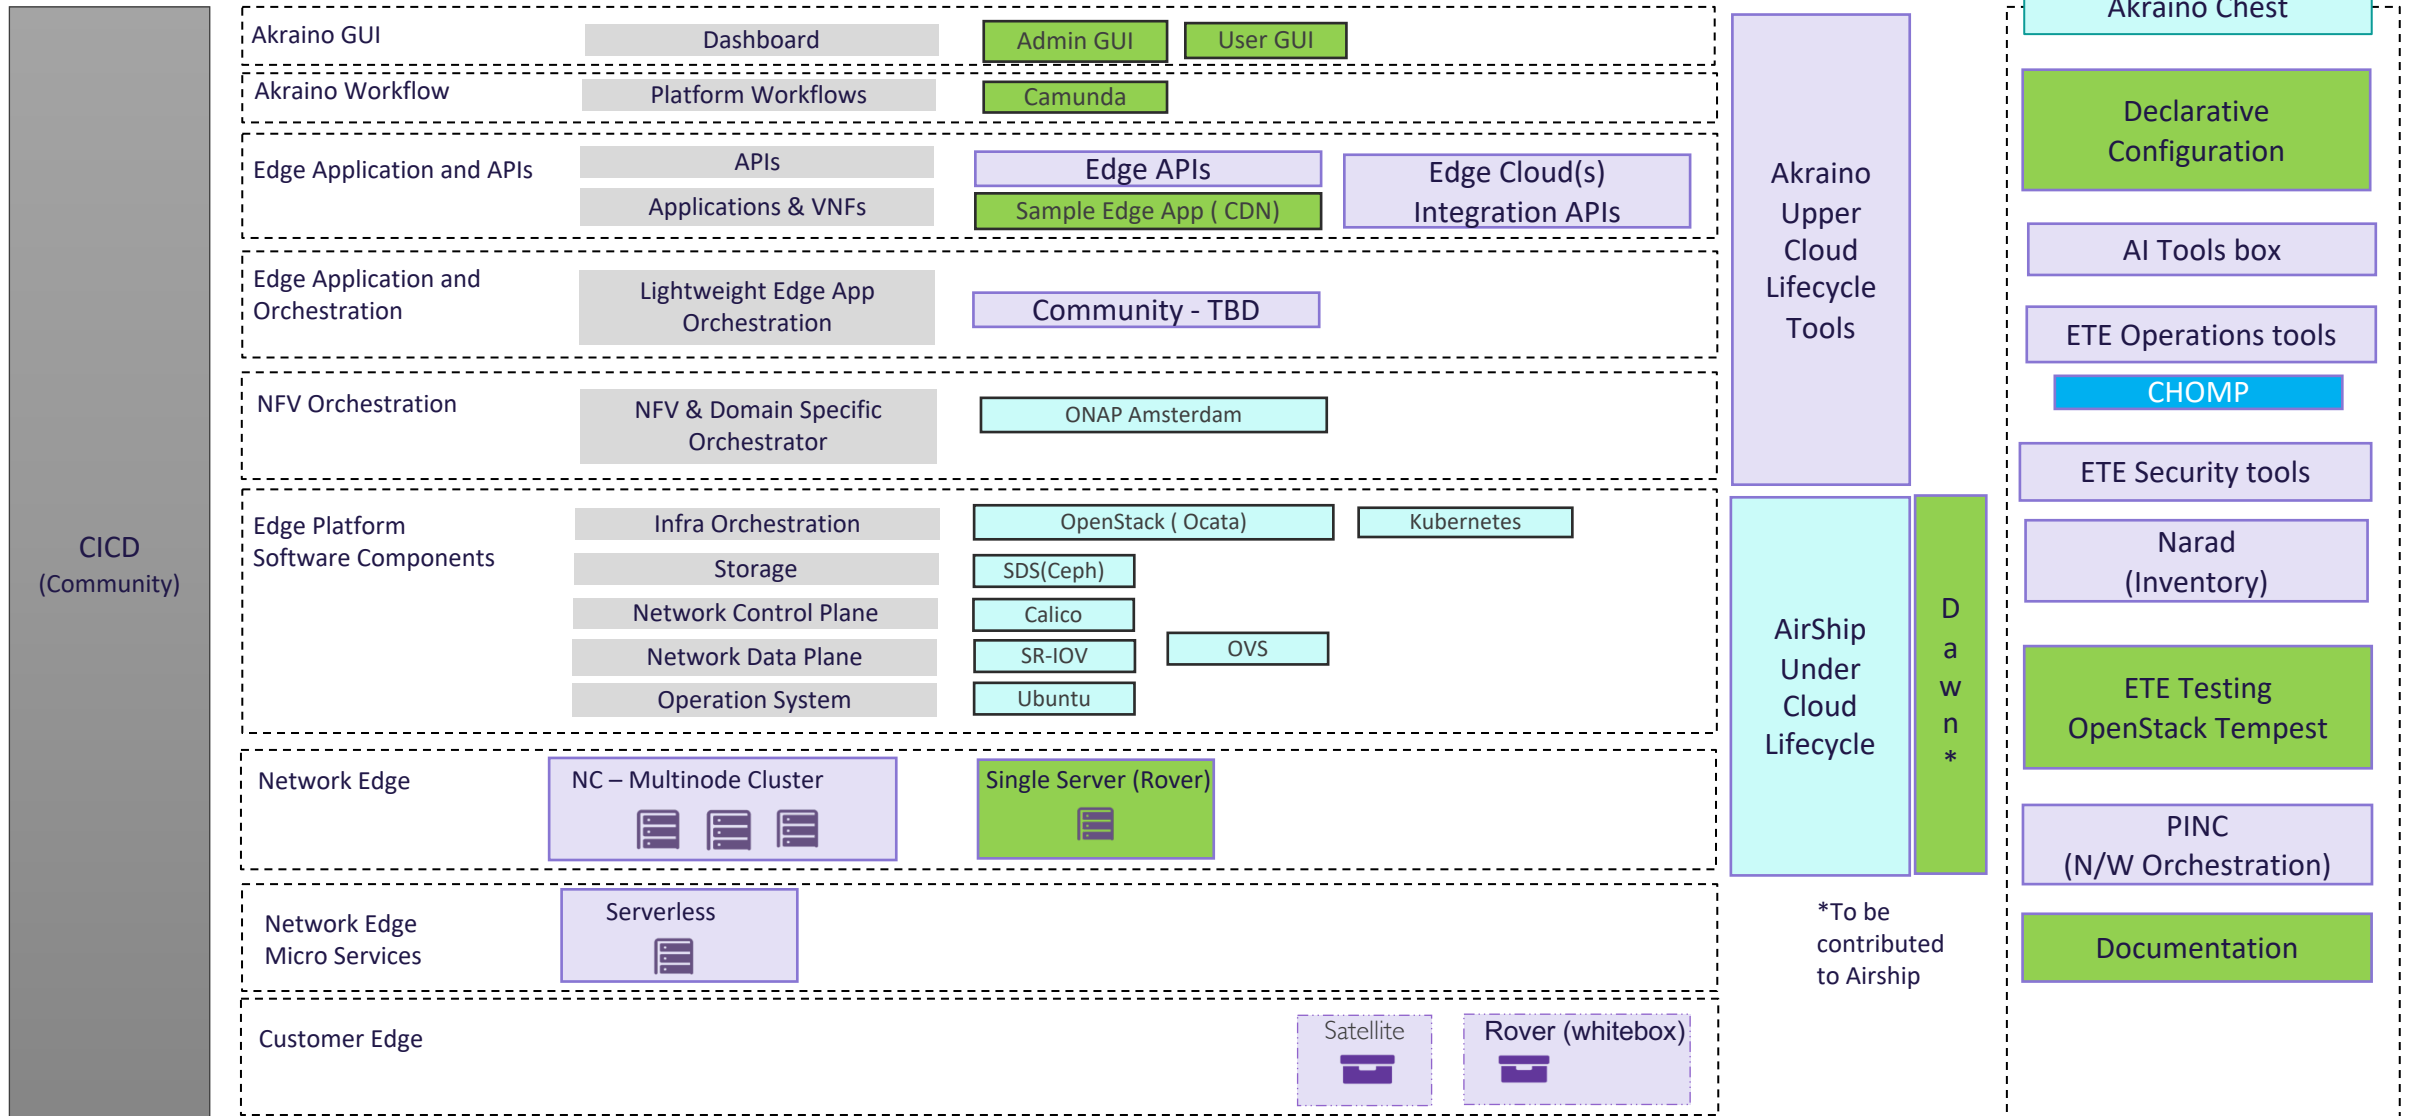 CICD
(Community)
Akraino GUI
Dashboard
Admin GUI
User GUI
Akraino Workflow
Platform Workflows
Camunda
Edge Application and APIs
APIs
Applications & VNFs
Edge APIs
Sample Edge App ( CDN)
Edge Cloud(s)
Integration APIs
Edge Application and
Orchestration
Lightweight Edge App
Orchestration
Community - TBD
NFV Orchestration
NFV & Domain Specific
Orchestrator
ONAP Amsterdam
Edge Platform
Software Components
Infra Orchestration
OpenStack ( Ocata)
Kubernetes
Storage
SDS(Ceph)
Network Control Plane
Calico
Network Data Plane
SR-IOV
OVS
Operation System
Ubuntu
Network Edge
NC – Multinode Cluster
Single Server (Rover)
Network Edge
Micro Services
Serverless
Customer Edge
Satellite
Rover (whitebox)
Akraino
Upper
Cloud
Lifecycle
Tools
AirShip
Under
Cloud
Lifecycle
D
a
w
n
*
*To be
contributed
to Airship
Akraino Chest
Declarative
Configuration
AI Tools box
ETE Operations tools
CHOMP
ETE Security tools
Narad
(Inventory)
ETE Testing
OpenStack Tempest
PINC
(N/W Orchestration)
Documentation